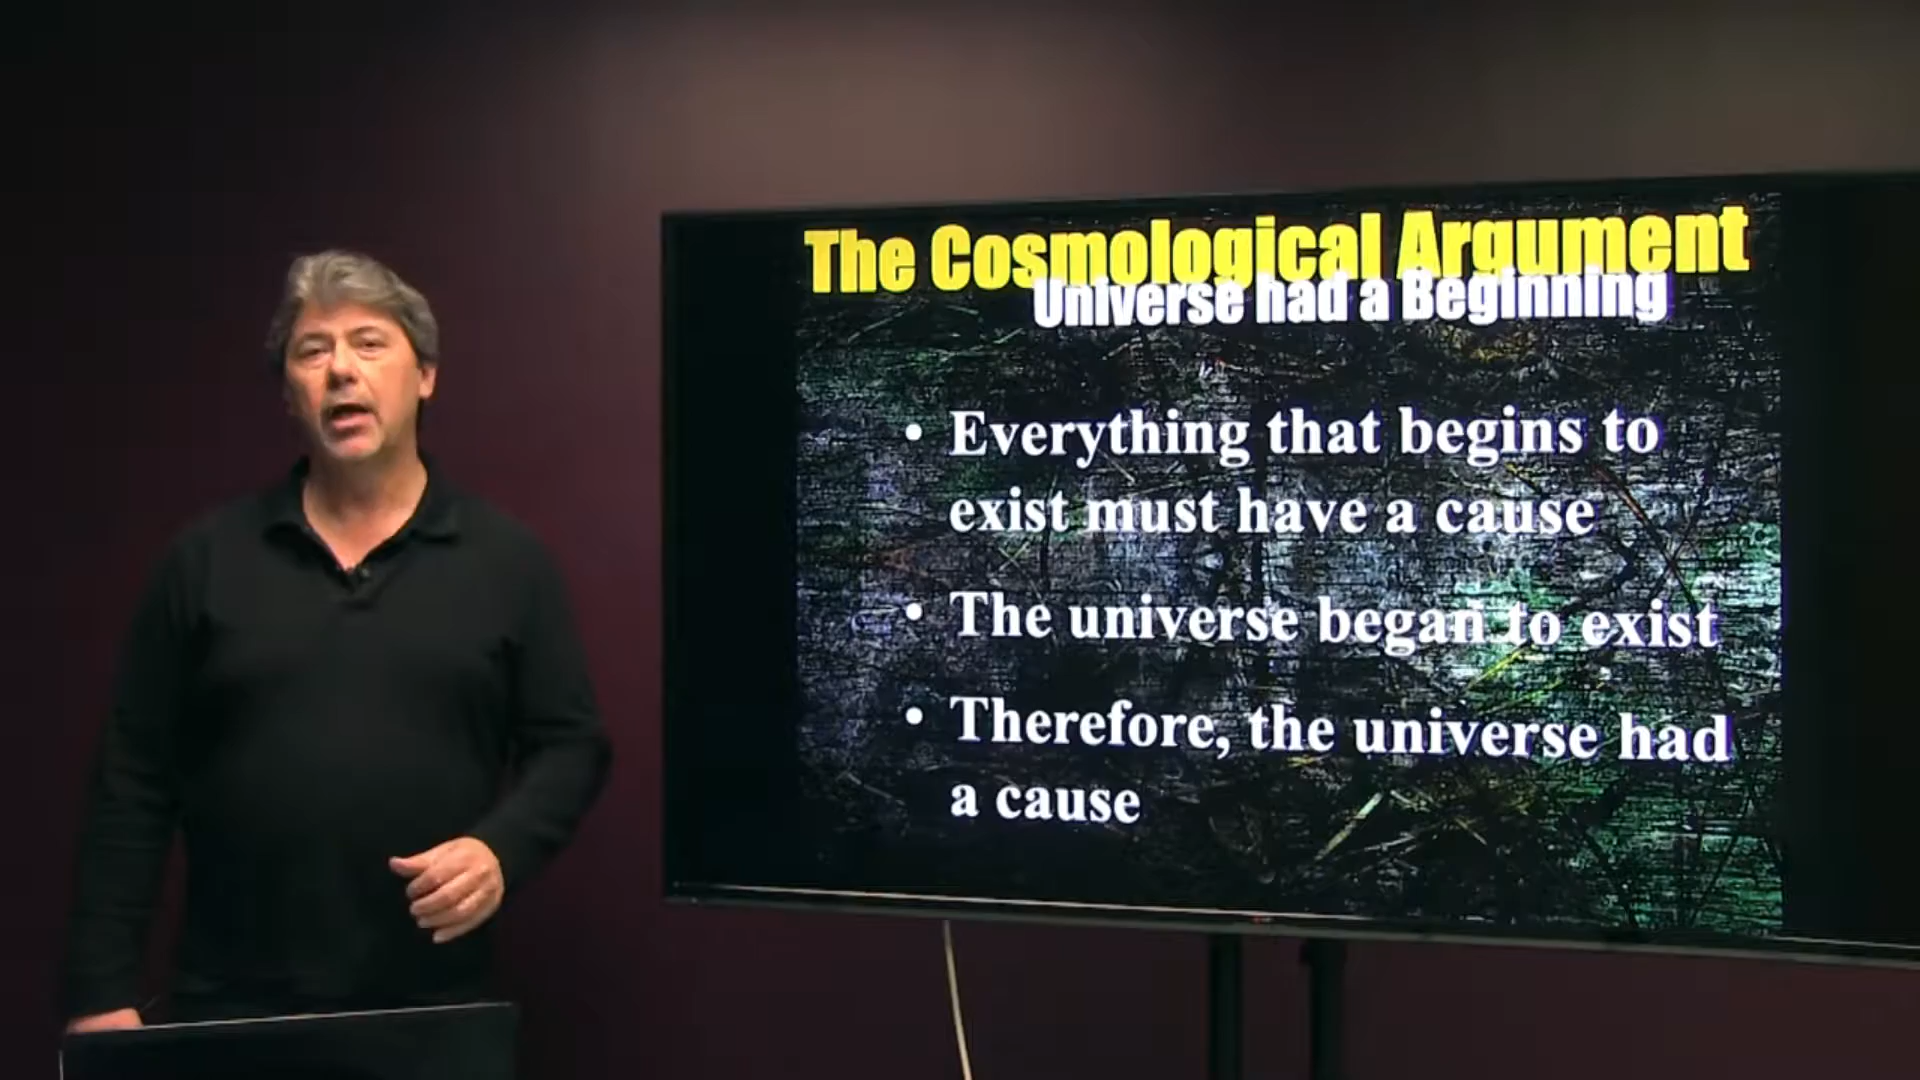 The Cosmological Argument
Universe had a Beginning
• Everything that begins to
exist must have a cause
• The universe began to exist
• Therefore, the universe had
a cause